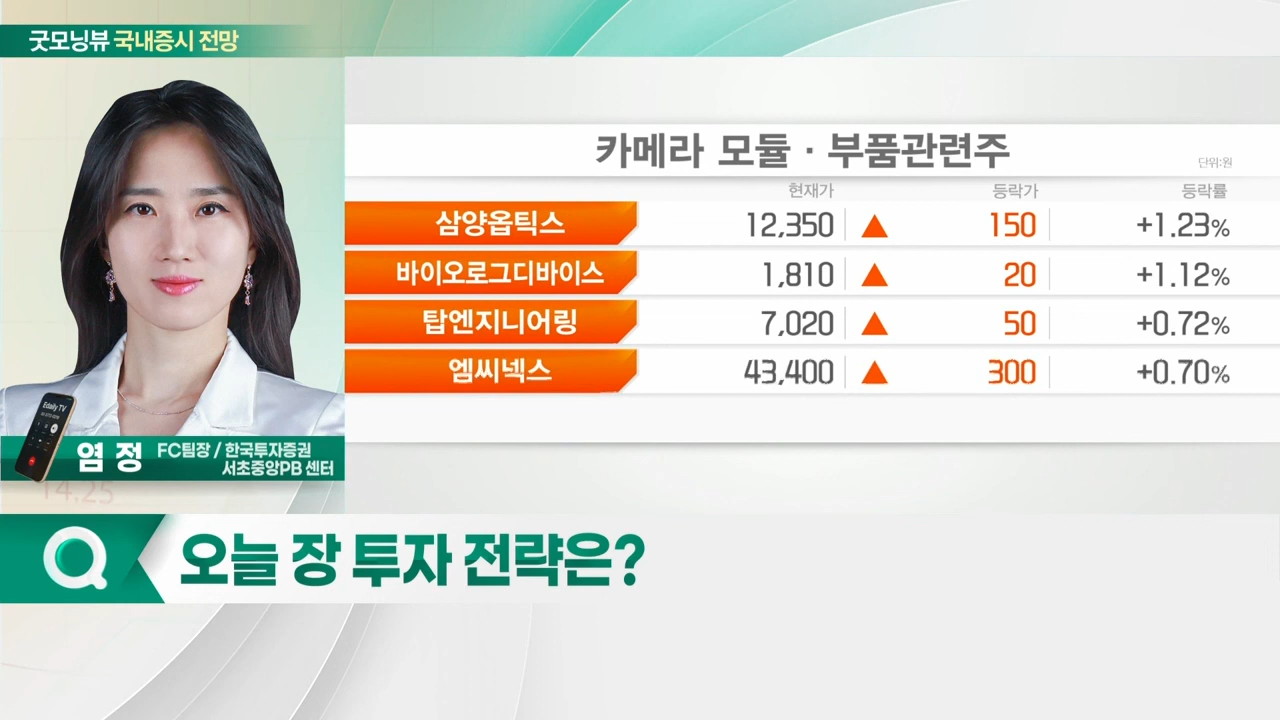 굿모닝뷰 국내증시 전망
카메라 모듈 · 부품관련주
단위:원
현재가 등락가 등락률
삼양옵틱스 12,350 ▲ 150 +1.23%
바이오로그디바이스 1,810 ▲ 20 +1.12%
탑엔지니어링 7,020 ▲ 50 +0.72%
엠씨넥스 43,400 ▲ 300 +0.70%
Edaily TV
염 정 FC팀장 / 한국투자증권
서초중앙PB 센터
14.25
Q 오늘 장 투자 전략은?